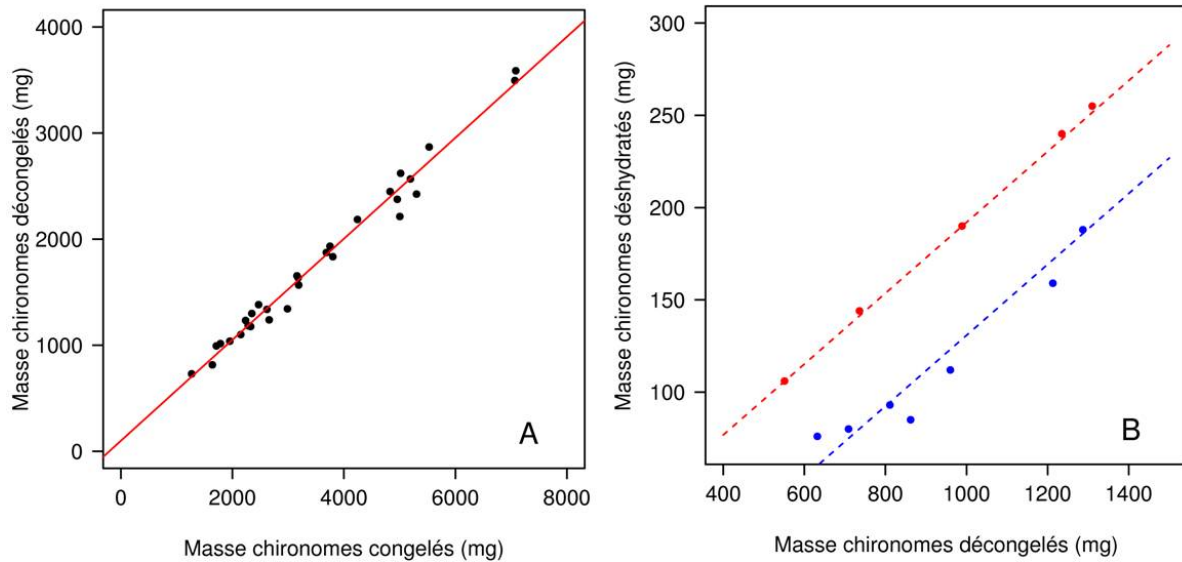 4000
3000
2000
1000
0
Masse chironomes décongelés (mg)
A
0 2000 4000 6000 8000
Masse chironomes congelés (mg)
300
250
200
150
100
Masse chironomes déshydratés (mg)
B
400 600 800 1000 1200 1400
Masse chironomes décongelés (mg)